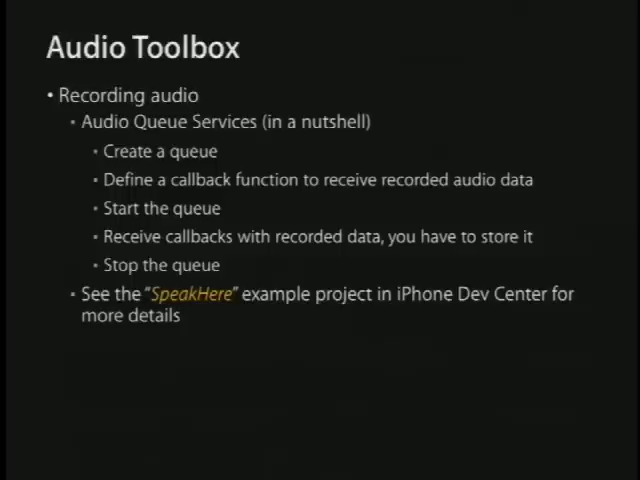 Audio Toolbox
• Recording audio
▪ Audio Queue Services (in a nutshell)
▪ Create a queue
▪ Define a callback function to receive recorded audio data
▪ Start the queue
▪ Receive callbacks with recorded data, you have to store it
▪ Stop the queue
▪ See the “SpeakHere” example project in iPhone Dev Center for
more details